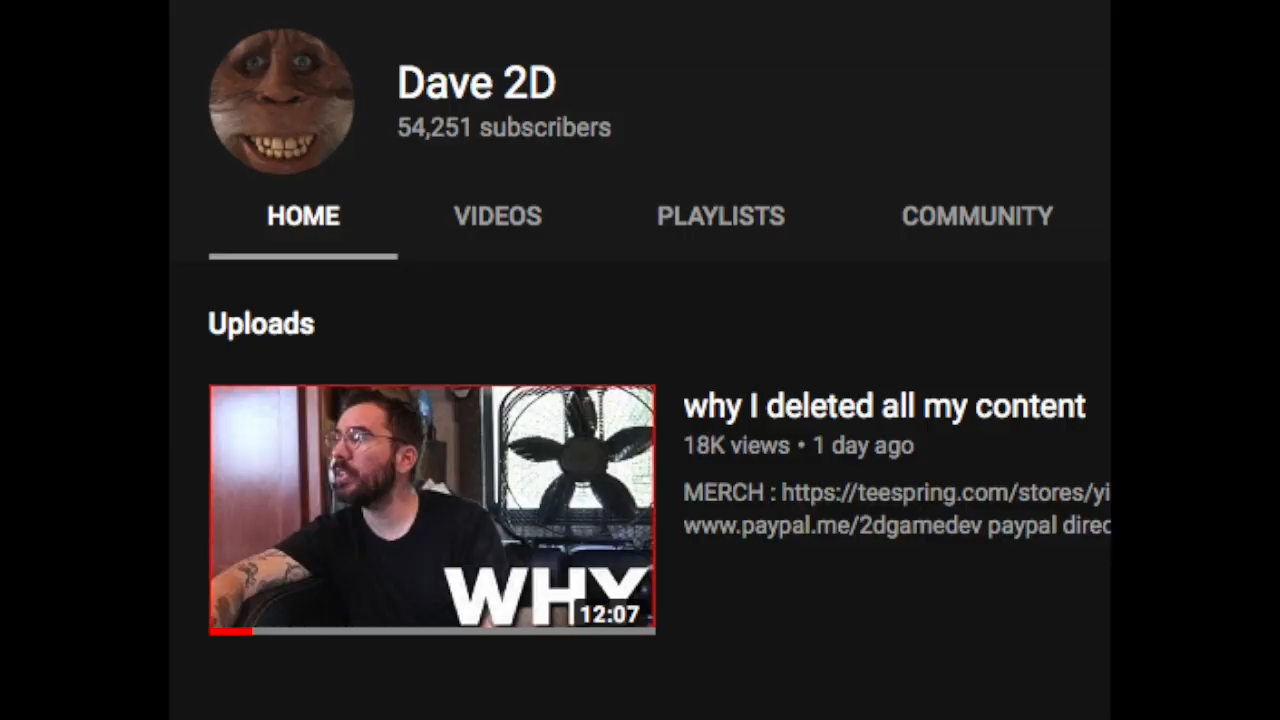 Dave 2D
54,251 subscribers
HOME VIDEOS PLAYLISTS COMMUNITY
Uploads
why I deleted all my content
18K views • 1 day ago
MERCH : https://teespring.com/stores/yi
www.paypal.me/2dgamedev paypal direc
WHY
12:07